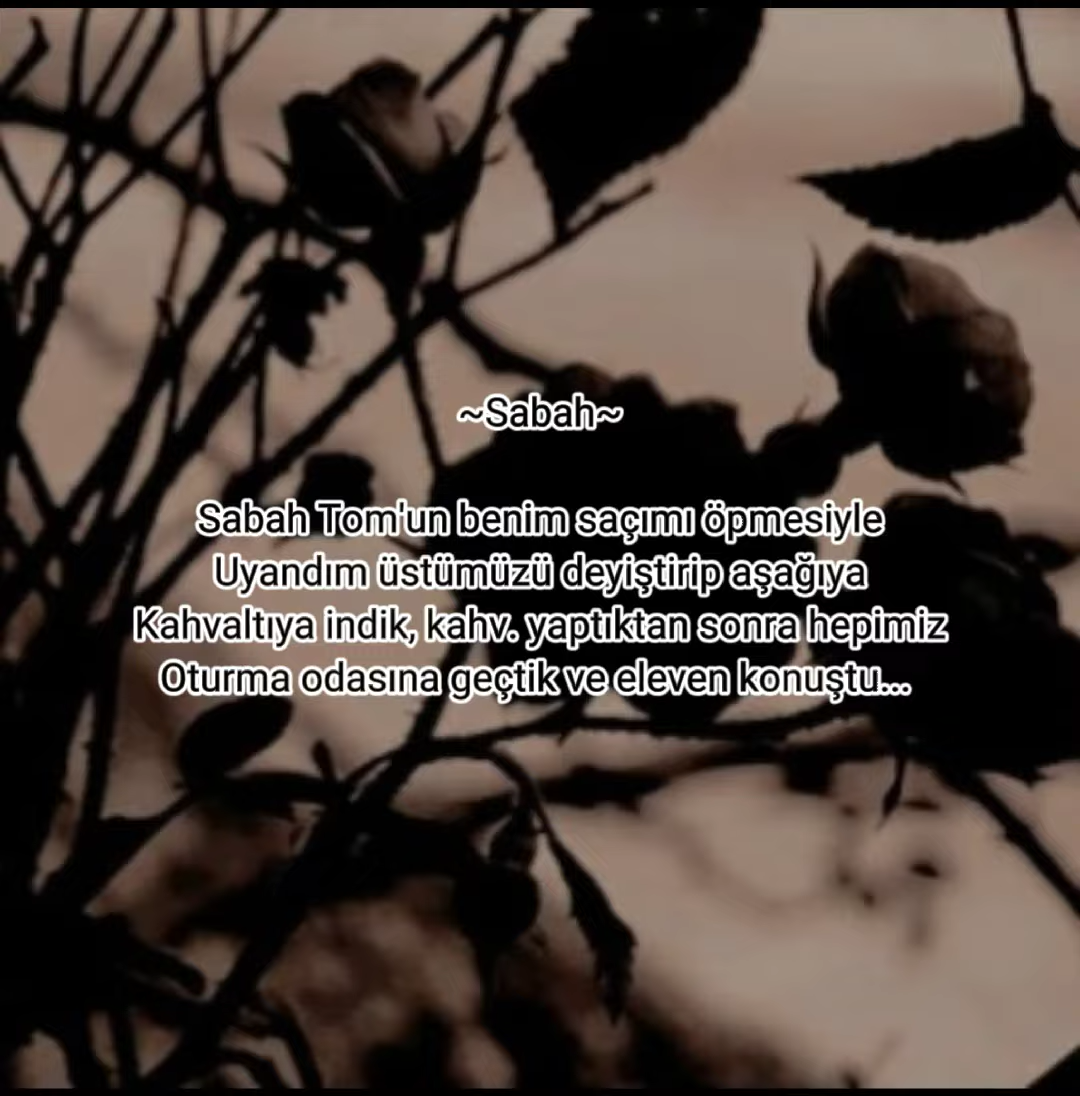 ~Sabah~
Sabah Tom'un benim saçımı öpmesiyle
Uyandım üstümüzü deyiştirip aşağıya
Kahvaltıya indik, kahv. yaptıktan sonra hepimiz
Oturma odasına geçtik ve eleven konuştu...